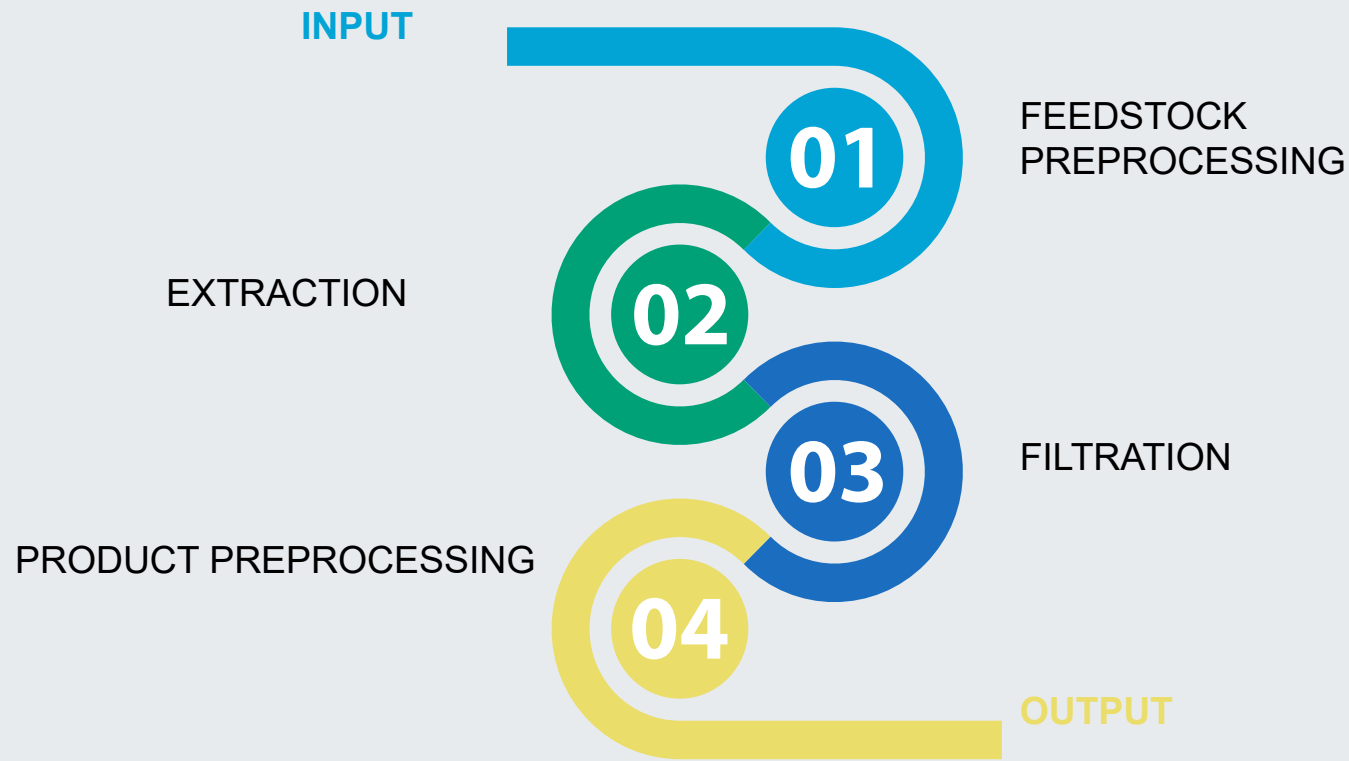 INPUT
01
FEEDSTOCK
PREPROCESSING
EXTRACTION
02
03
FILTRATION
PRODUCT PREPROCESSING
04
OUTPUT